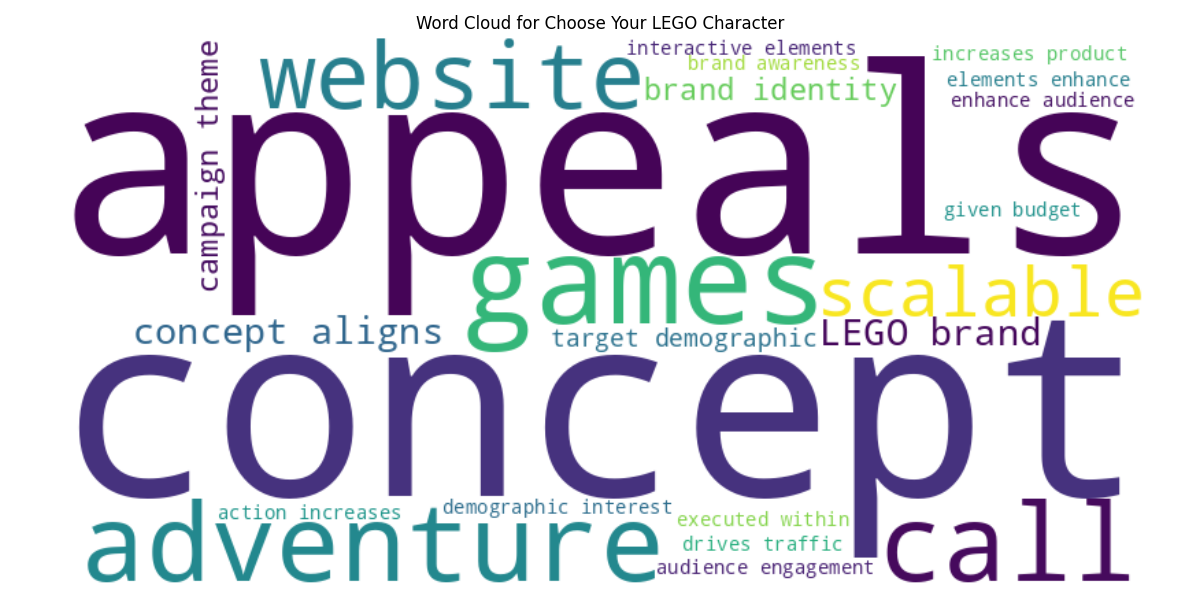 Word Cloud for Choose Your LEGO Character
campaign theme
website
interactive elements
brand awareness
brand identity
increases product
elements enhance
enhance audience
appeals
given budget
games
scalable
concept aligns
target demographic
LEGO brand
concept
action increases
demographic interest
adventure
executed within
drives traffic
audience engagement
call